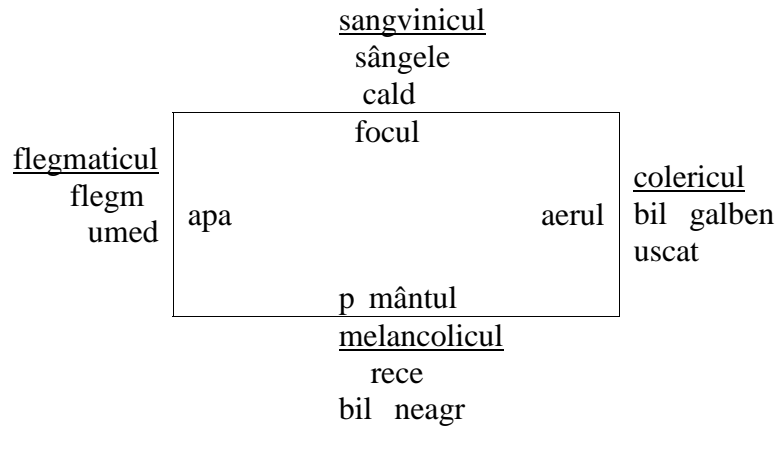 sangvinicul
sângele
cald
focul
flegmaticul
flegm
umed
apa
aerul
colericul
bil galben
uscat
p mântul
melancolicul
rece
bil neagr